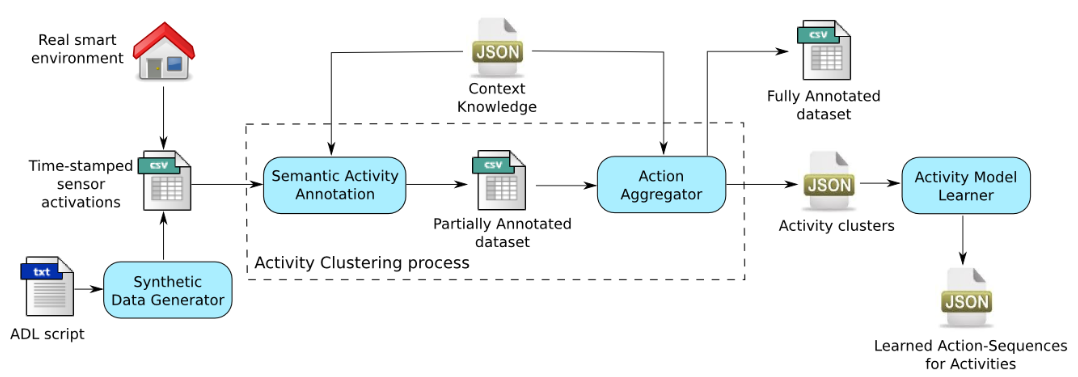 Real smart
environment
JSON
Context
Knowledge
csv
Fully Annotated
dataset
Time-stamped
sensor
activations
csv
Semantic Activity
Annotation
csv
Partially Annotated
dataset
Action
Aggregator
JSON
Activity clusters
Activity Model
Learner
Activity Clustering process
txt
ADL script
Synthetic
Data Generator
JSON
Learned Action-Sequences
for Activities